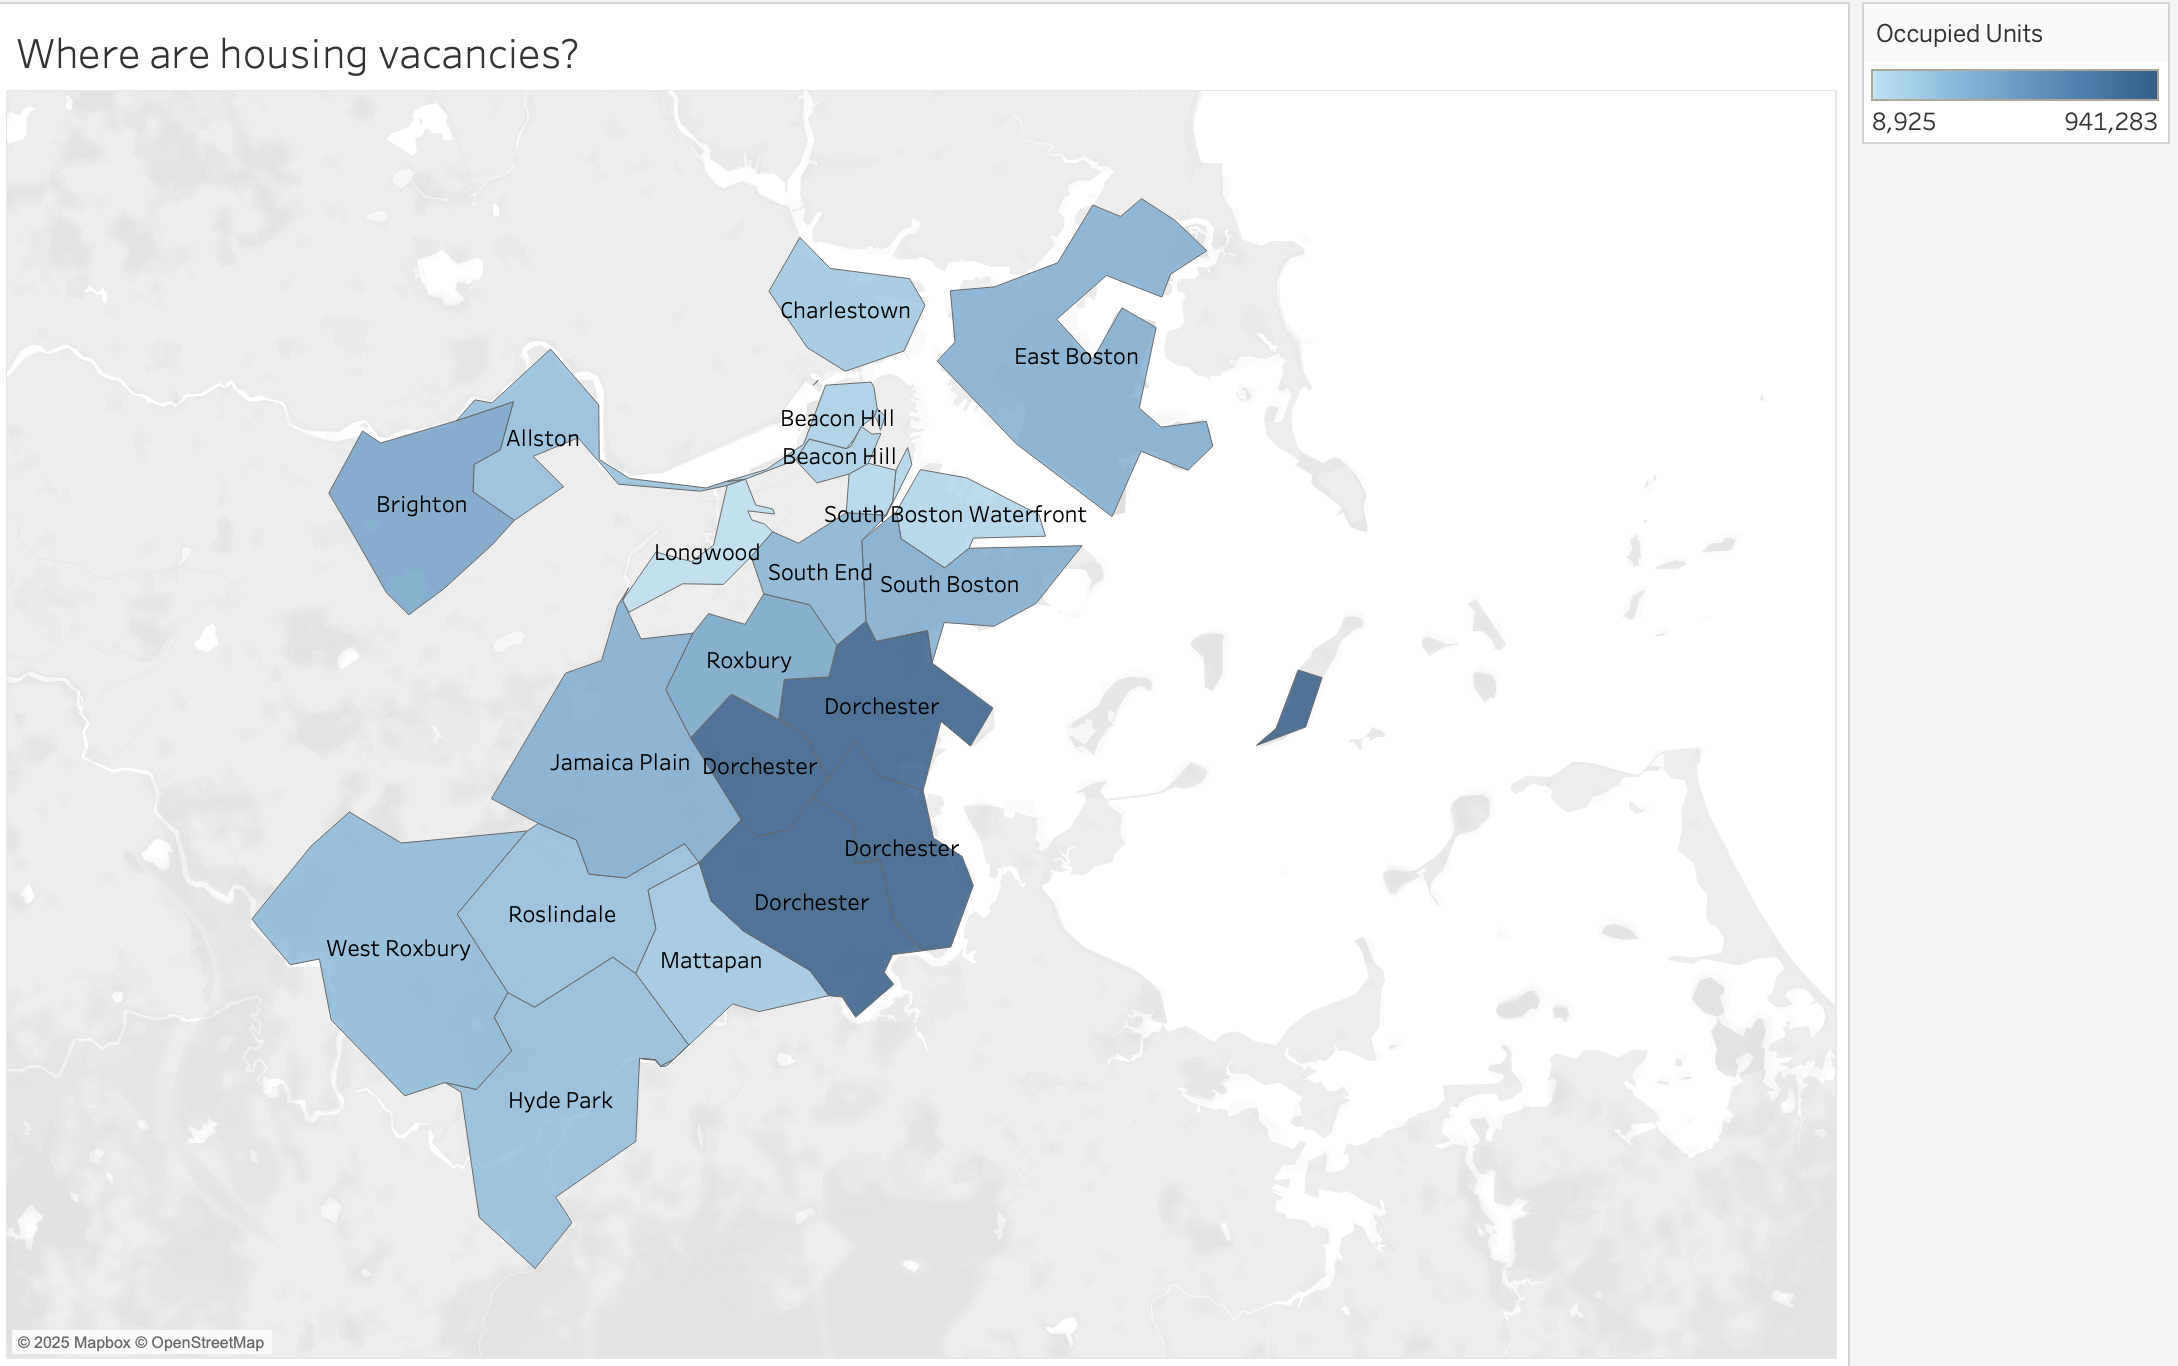 Where are housing vacancies?
Occupied Units
8,925 941,283
Charlestown
East Boston
Beacon Hill
Allston
Beacon Hill
Brighton
South Boston Waterfront
Longwood
South End
South Boston
Roxbury
Dorchester
Jamaica Plain
Dorchester
Dorchester
Dorchester
Roslindale
West Roxbury
Mattapan
Hyde Park
© 2025 Mapbox © OpenStreetMap